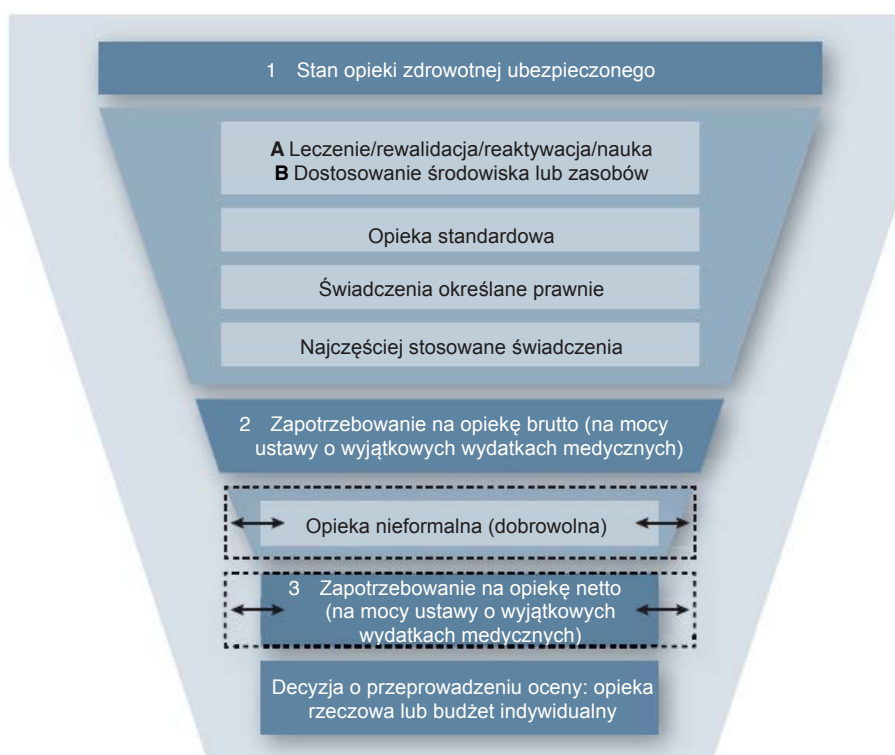 1 Stan opieki zdrowotnej ubezpieczonego
A Leczenie/rewalidacja/reaktywacja/nauka
B Dostosowanie środowiska lub zasobów
Opieka standardowa
Świadczenia określane prawnie
Najczęściej stosowane świadczenia
2 Zapotrzebowanie na opiekę brutto (na mocy
ustawy o wyjątkowych wydatkach medycznych)
Opieka nieformalna (dobrowolna)
3 Zapotrzebowanie na opiekę netto
(na mocy ustawy o wyjątkowych
wydatkach medycznych)
Decyzja o przeprowadzeniu oceny: opieka
rzeczowa lub budżet indywidualny